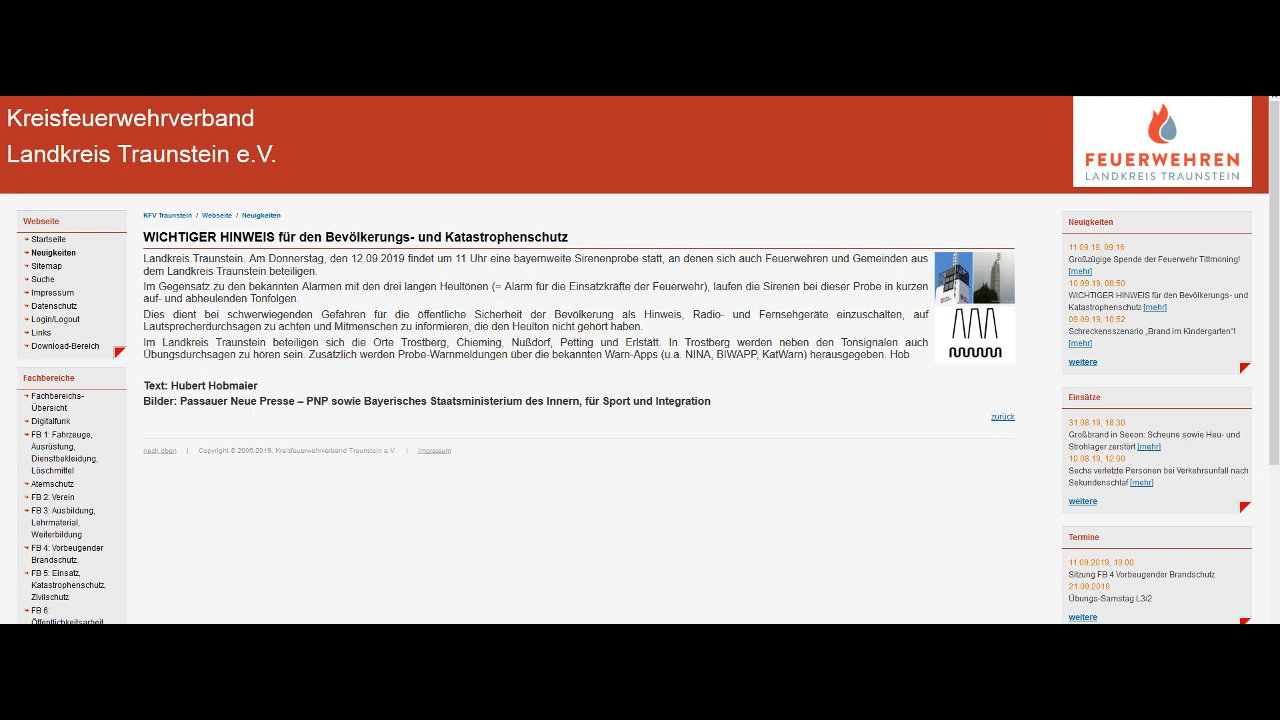 Kreisfeuerwehrverband
Landkreis Traunstein e.V.
FEUERWEHREN
LANDKREIS TRAUNSTEIN
Webseite
Startseite
Neuigkeiten
Sitemap
Suche
Impressum
Datenschutz
Login/Logout
Links
Download-Bereich
Fachbereiche
Fachbereichs-
Übersicht
Digitalfunk
FB 1: Fahrzeuge,
Ausrüstung,
Dienstbekleidung,
Löschmittel
Atemschutz
FB 2: Verein
FB 3: Ausbildung,
Lehrmaterial,
Weiterbildung
FB 4: Vorbeugender
Brandschutz
FB 5: Einsatz,
Katastrophenschutz,
Zivilschutz
FB 6:
Öffentlichkeitsarbeit,
KFV Traunstein / Webseite / Neuigkeiten
WICHTIGER HINWEIS für den Bevölkerungs- und Katastrophenschutz
Landkreis Traunstein. Am Donnerstag, den 12.09.2019 findet um 11 Uhr eine bayernweite Sirenenprobe statt, an denen sich auch Feuerwehren und Gemeinden aus
dem Landkreis Traunstein beteiligen.
Im Gegensatz zu den bekannten Alarmen mit den drei langen Heultönen (= Alarm für die Einsatzkräfte der Feuerwehr), laufen die Sirenen bei dieser Probe in kurzen
auf- und abheulenden Tonfolgen.
Dies dient bei schwerwiegenden Gefahren für die öffentliche Sicherheit der Bevölkerung als Hinweis, Radio- und Fernsehgeräte einzuschalten, auf
Lautsprecherdurchsagen zu achten und Mitmenschen zu informieren, die den Heulton nicht gehört haben.
Im Landkreis Traunstein beteiligen sich die Orte Trostberg, Chieming, Nußdorf, Petting und Erlstätt. In Trostberg werden neben den Tonsignalen auch
Übungsdurchsagen zu hören sein. Zusätzlich werden Probe-Warnmeldungen über die bekannten Warn-Apps (u.a. NINA, BIWAPP, KatWarn) herausgegeben. Hob
Text: Hubert Hobmaier
Bilder: Passauer Neue Presse – PNP sowie Bayerisches Staatsministerium des Innern, für Sport und Integration
zurück
nach oben | Copyright © 2006-2019, Kreisfeuerwehrverband Traunstein e.V. | Impressum
Neuigkeiten
11.09.19, 09:16
Großzügige Spende der Feuerwehr Tittmoning!
[mehr]
10.09.19, 08:50
WICHTIGER HINWEIS für den Bevölkerungs- und
Katastrophenschutz [mehr]
09.09.19, 10:52
Schreckensszenario „Brand im Kindergarten"!
[mehr]
weitere
Einsätze
31.08.19, 18:30
Großbrand in Seeon: Scheune sowie Heu- und
Strohlager zerstört [mehr]
10.08.19, 12:00
Sechs verletzte Personen bei Verkehrsunfall nach
Sekundenschlaf [mehr]
weitere
Termine
11.09.2019, 19:00
Sitzung FB 4 Vorbeugender Brandschutz
21.09.2019
Übungs-Samstag L3/2
weitere